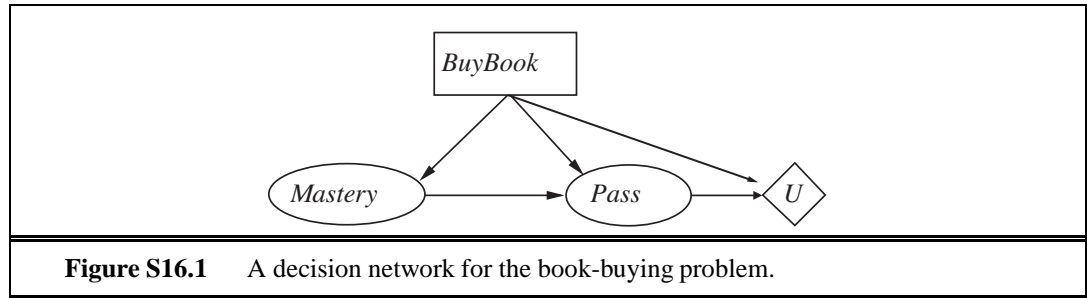 BuyBook
Mastery
Pass
U
Figure S16.1 A decision network for the book-buying problem.